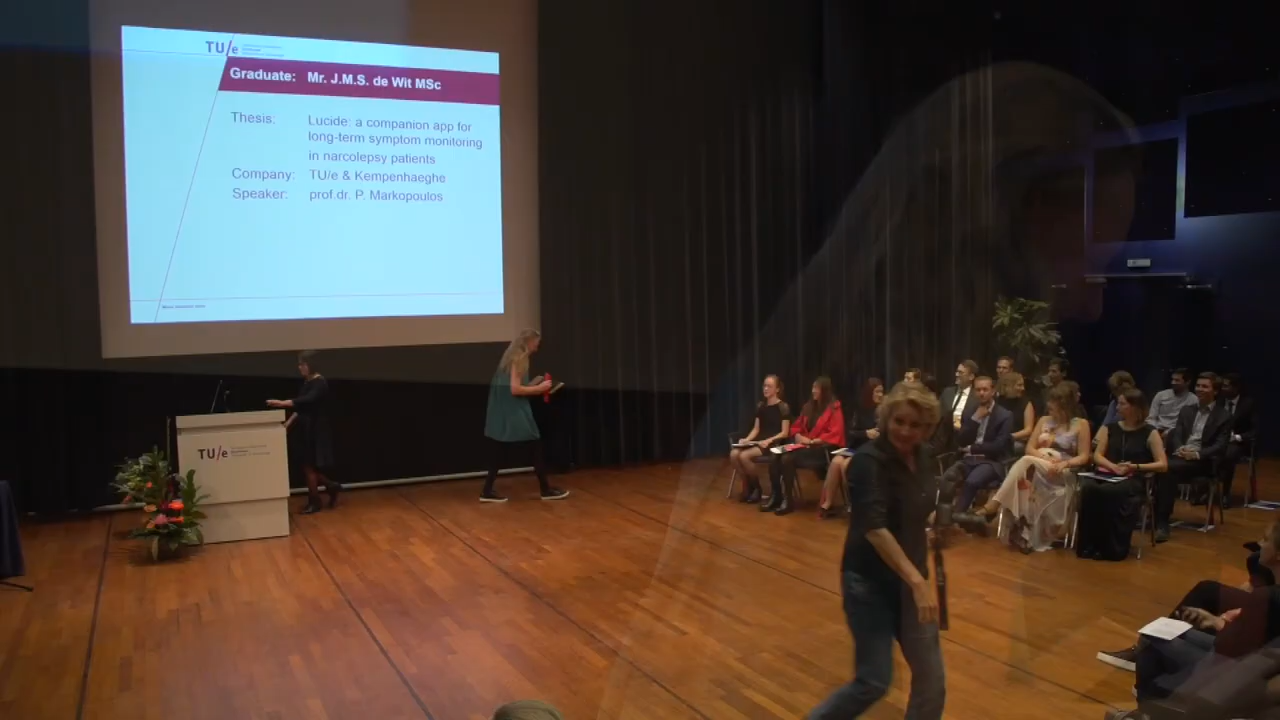 TU/e
Graduate: Mr. J.M.S. de Wit MSc
Thesis: Lucide: a companion app for
long-term symptom monitoring
in narcolepsy patients
Company: TU/e & Kempenhaeghe
Speaker: prof.dr. P. Markopoulos
TU/e